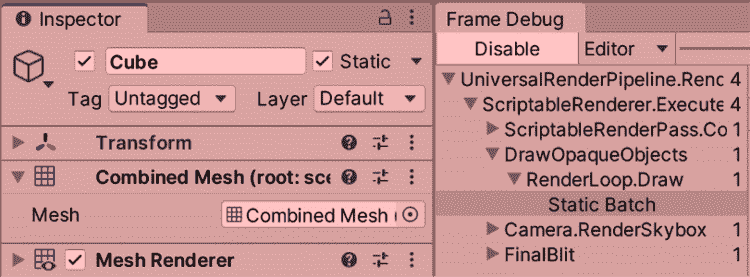 Inspector
Cube
Static
Tag Untagged Layer Default
Transform
Combined Mesh (root: sce
Mesh Combined Mesh (
Mesh Renderer
Frame Debug
Disable Editor
UniversalRenderPipeline.Renc 4
ScriptableRenderer.Execute 4
ScriptableRenderPass.Co 1
DrawOpaqueObjects 1
RenderLoop.Draw 1
Static Batch
Camera.RenderSkybox 1
FinalBlit 1